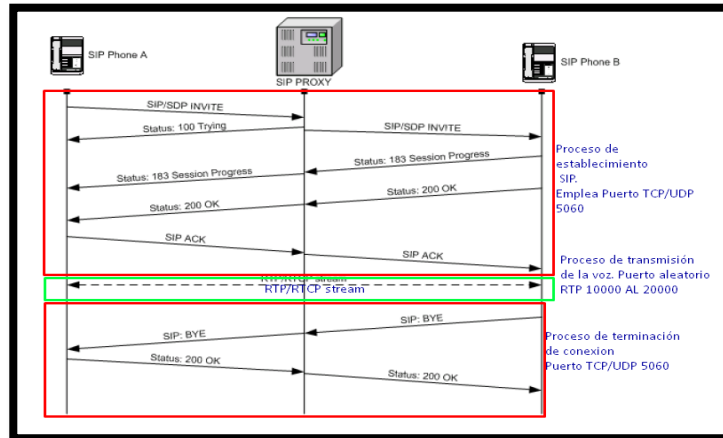 SIP Phone A
SIP PROXY
SIP Phone B
SIP/SDP INVITE
Status: 100 Trying
SIP/SDP INVITE
Status: 183 Session Progress
Status: 183 Session Progress
Status: 200 OK
Status: 200 OK
SIP ACK
SIP ACK
Proceso de
establecimiento
SIP.
Emplea Puerto TCP/UDP
5060
RTP/RTCP stream
RTP/RTCP stream
Proceso de transmisión
de la voz. Puerto aleatorio
RTP 10000 AL 20000
SIP: BYE
SIP: BYE
Status: 200 OK
Status: 200 OK
Proceso de terminación
de conexion
Puerto TCP/UDP 5060